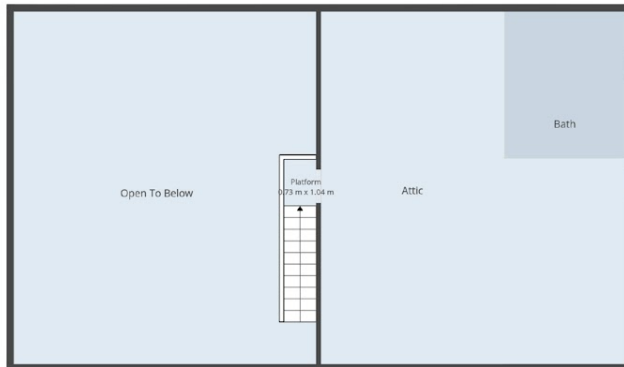 Bath
Platform
0.73 m x 1.04 m
Attic
Open To Below